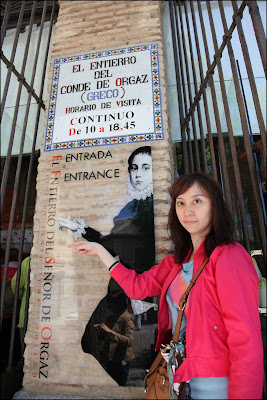 EL ENTIERRO
DEL
CONDE DE ORGAZ
(GRECO)
HORARIO DE VISITA
CONTINUO
De 10 a 18.45
ENTRADA
ENTRANCE
EL ENTIERRO DEL SEÑOR DE ORGAZ